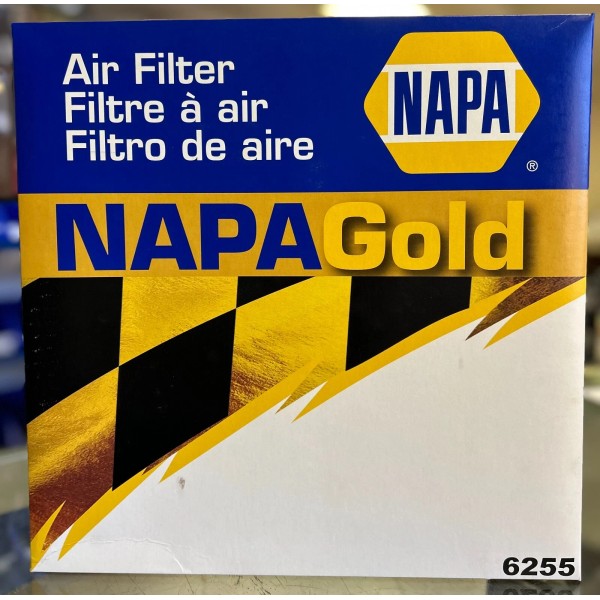 Air Filter
Filtre à air
Filtro de aire
NAPA
®
NAPAGold
6255